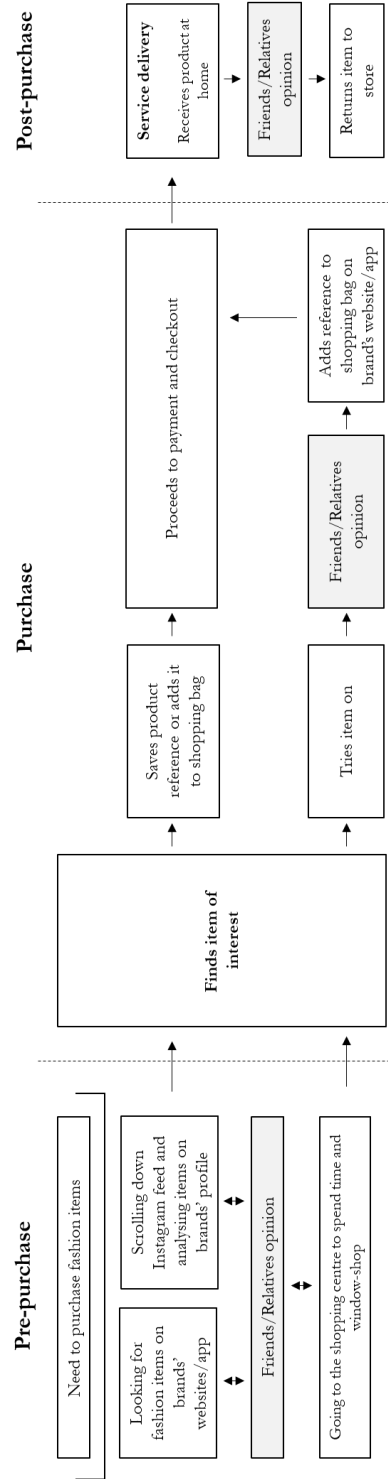 Pre-purchase
Need to purchase fashion items
Looking for
fashion items on
brands'
websites/app
Scrolling down
Instagram feed and
analysing items on
brands' profile
Friends/Relatives opinion
Going to the shopping centre to spend time and
window-shop
Purchase
Finds item of
interest
Saves product
reference or adds it
to shopping bag
Proceeds to payment and checkout
Tries item on
Friends/Relatives
opinion
Adds reference to
shopping bag on
brand's website/app
Post-purchase
Service delivery
Receives product at
home
Friends/Relatives
opinion
Returns item to
store